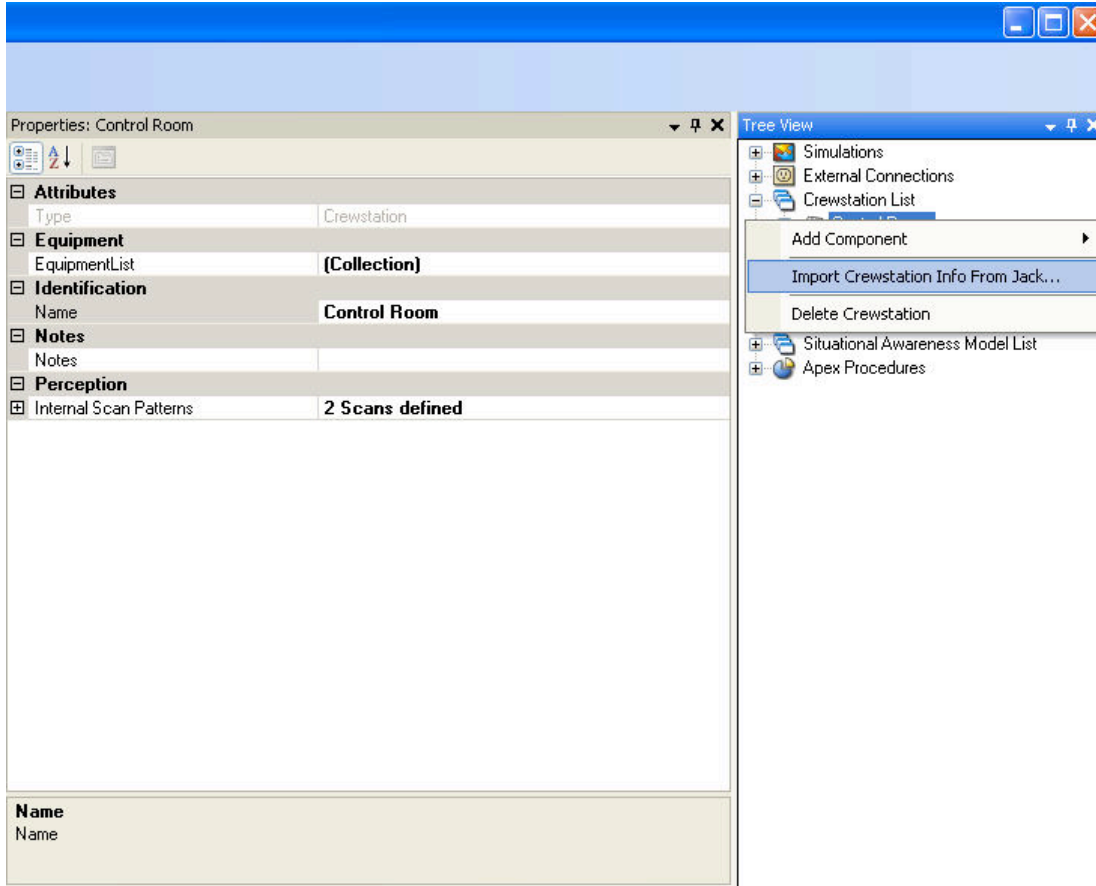 Properties: Control Room
Attributes
Type Crewstation
Equipment
EquipmentList (Collection)
Identification
Name Control Room
Notes
Notes
Perception
Internal Scan Patterns 2 Scans defined
Name
Name
Tree View
Simulations
External Connections
Crewstation List
Add Component
Import Crewstation Info From Jack...
Delete Crewstation
Situational Awareness Model List
Apex Procedures